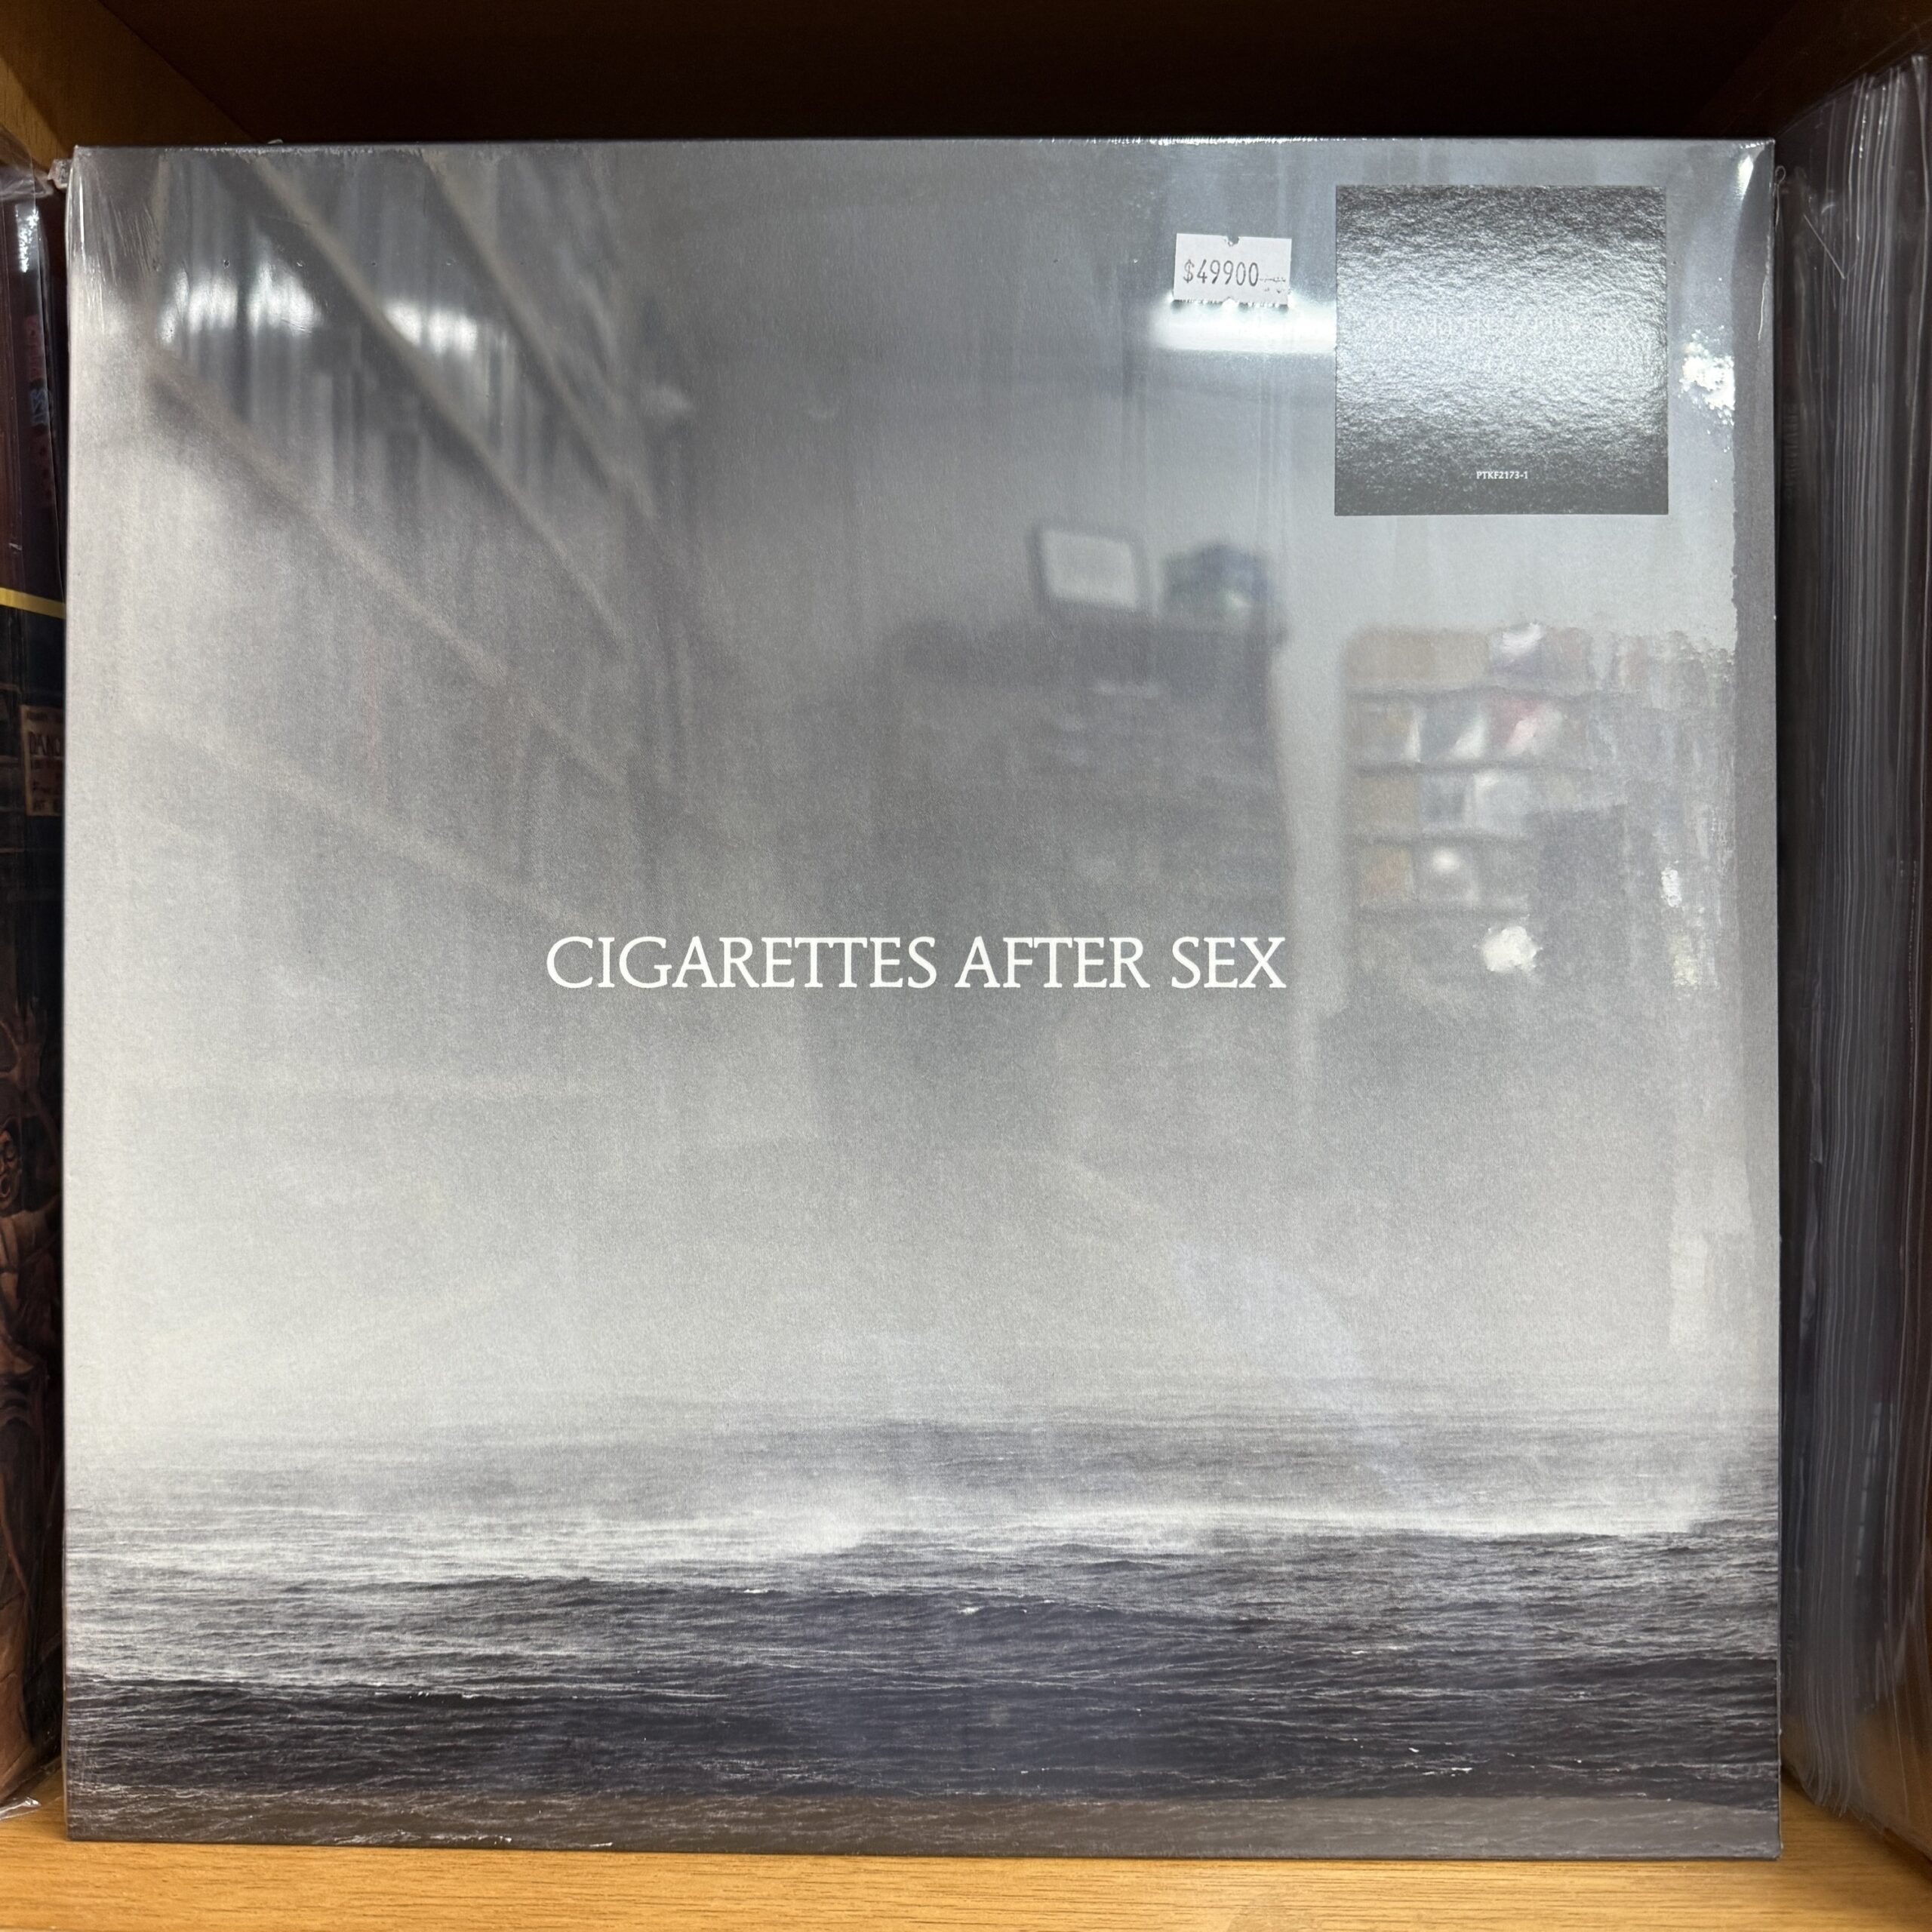 $49900
PTKF2173-1
CIGARETTES AFTER SEX